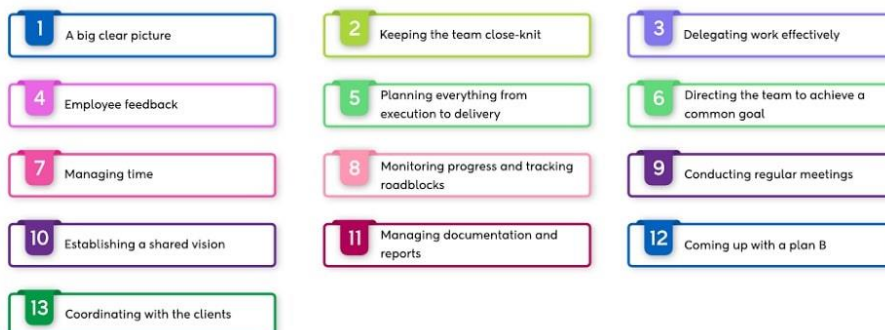 1
A big clear picture
2
Keeping the team close-knit
3
Delegating work effectively
4
Employee feedback
5
Planning everything from
execution to delivery
6
Directing the team to achieve a
common goal
7
Managing time
8
Monitoring progress and tracking
roadblocks
9
Conducting regular meetings
10
Establishing a shared vision
11
Managing documentation and
reports
12
Coming up with a plan B
13
Coordinating with the clients